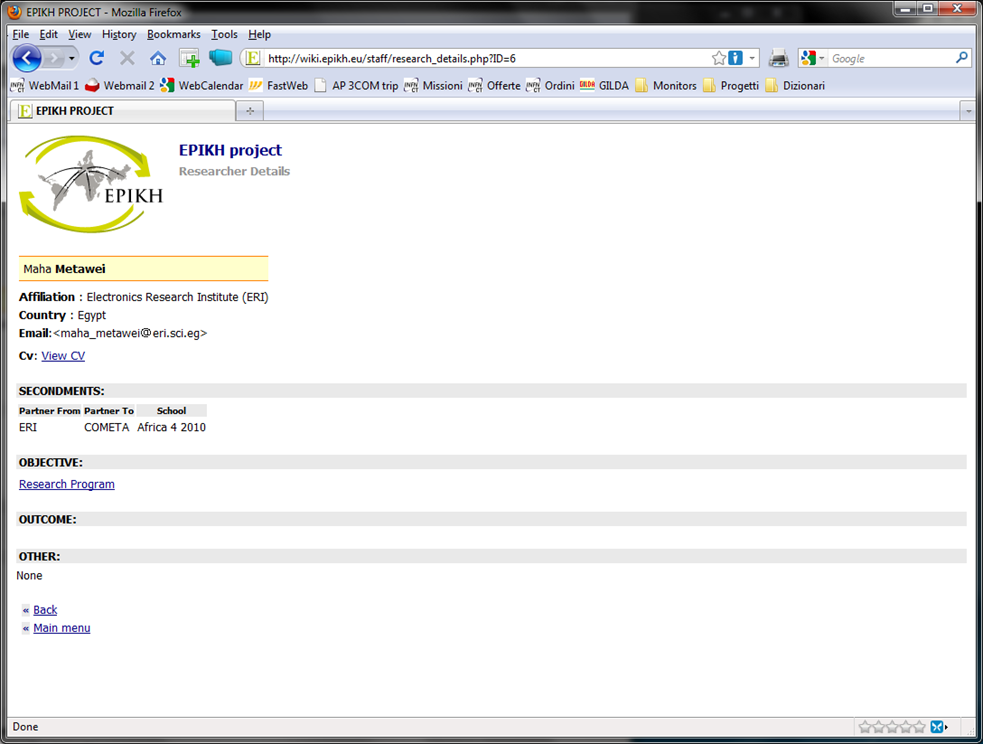 EPIKH PROJECT - Mozilla Firefox
File Edit View History Bookmarks Tools Help
http://wiki.epikh.eu/staff/research_details.php?ID=6
Google
WebMail 1 Webmail 2 WebCalendar FastWeb AP 3COM trip Missioni Offerte Ordini GILDA Monitors Progetti Dizionari
EPIKH PROJECT
EPIKH
EPIKH project
Researcher Details
Maha Metawei
Affiliation : Electronics Research Institute (ERI)
Country : Egypt
Email:<maha_metawei@eri.sci.eg>
Cv: View CV
SECONDMENTS:
Partner From Partner To School
ERI COMETA Africa 4 2010
OBJECTIVE:
Research Program
OUTCOME:
OTHER:
None
« Back
« Main menu
Done